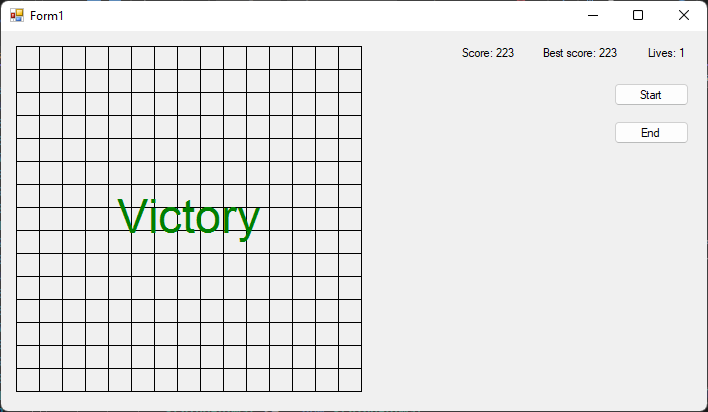 Form1
Score: 223 Best score: 223 Lives: 1
Start
End
Victory